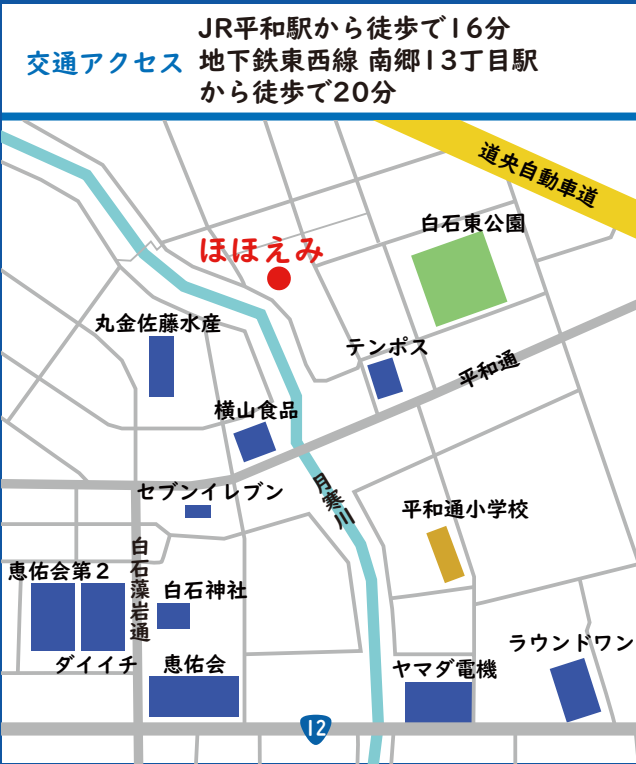 交通アクセス
JR平和駅から徒歩で16分
地下鉄東西線 南郷13丁目駅
から徒歩で20分
道央自動車道
白石東公園
ほほえみ
丸金佐藤水産
テンポス
平和通
横山食品
セブンイレブン
月寒川
平和通小学校
白石藻岩通
恵佑会第2
白石神社
ダイイチ
恵佑会
ヤマダ電機
ラウンドワン
12